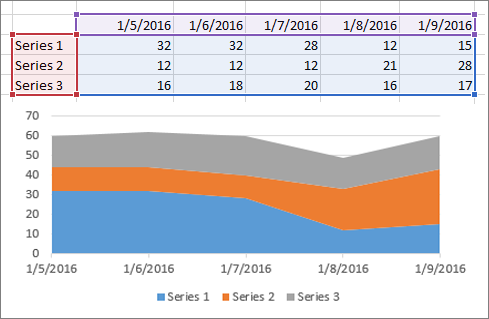 1/5/2016 1/6/2016 1/7/2016 1/8/2016 1/9/2016
Series 1 32 32 28 12 15
Series 2 12 12 12 21 28
Series 3 16 18 20 16 17
70
60
50
40
30
20
10
0
1/5/2016 1/6/2016 1/7/2016 1/8/2016 1/9/2016
Series 1 Series 2 Series 3